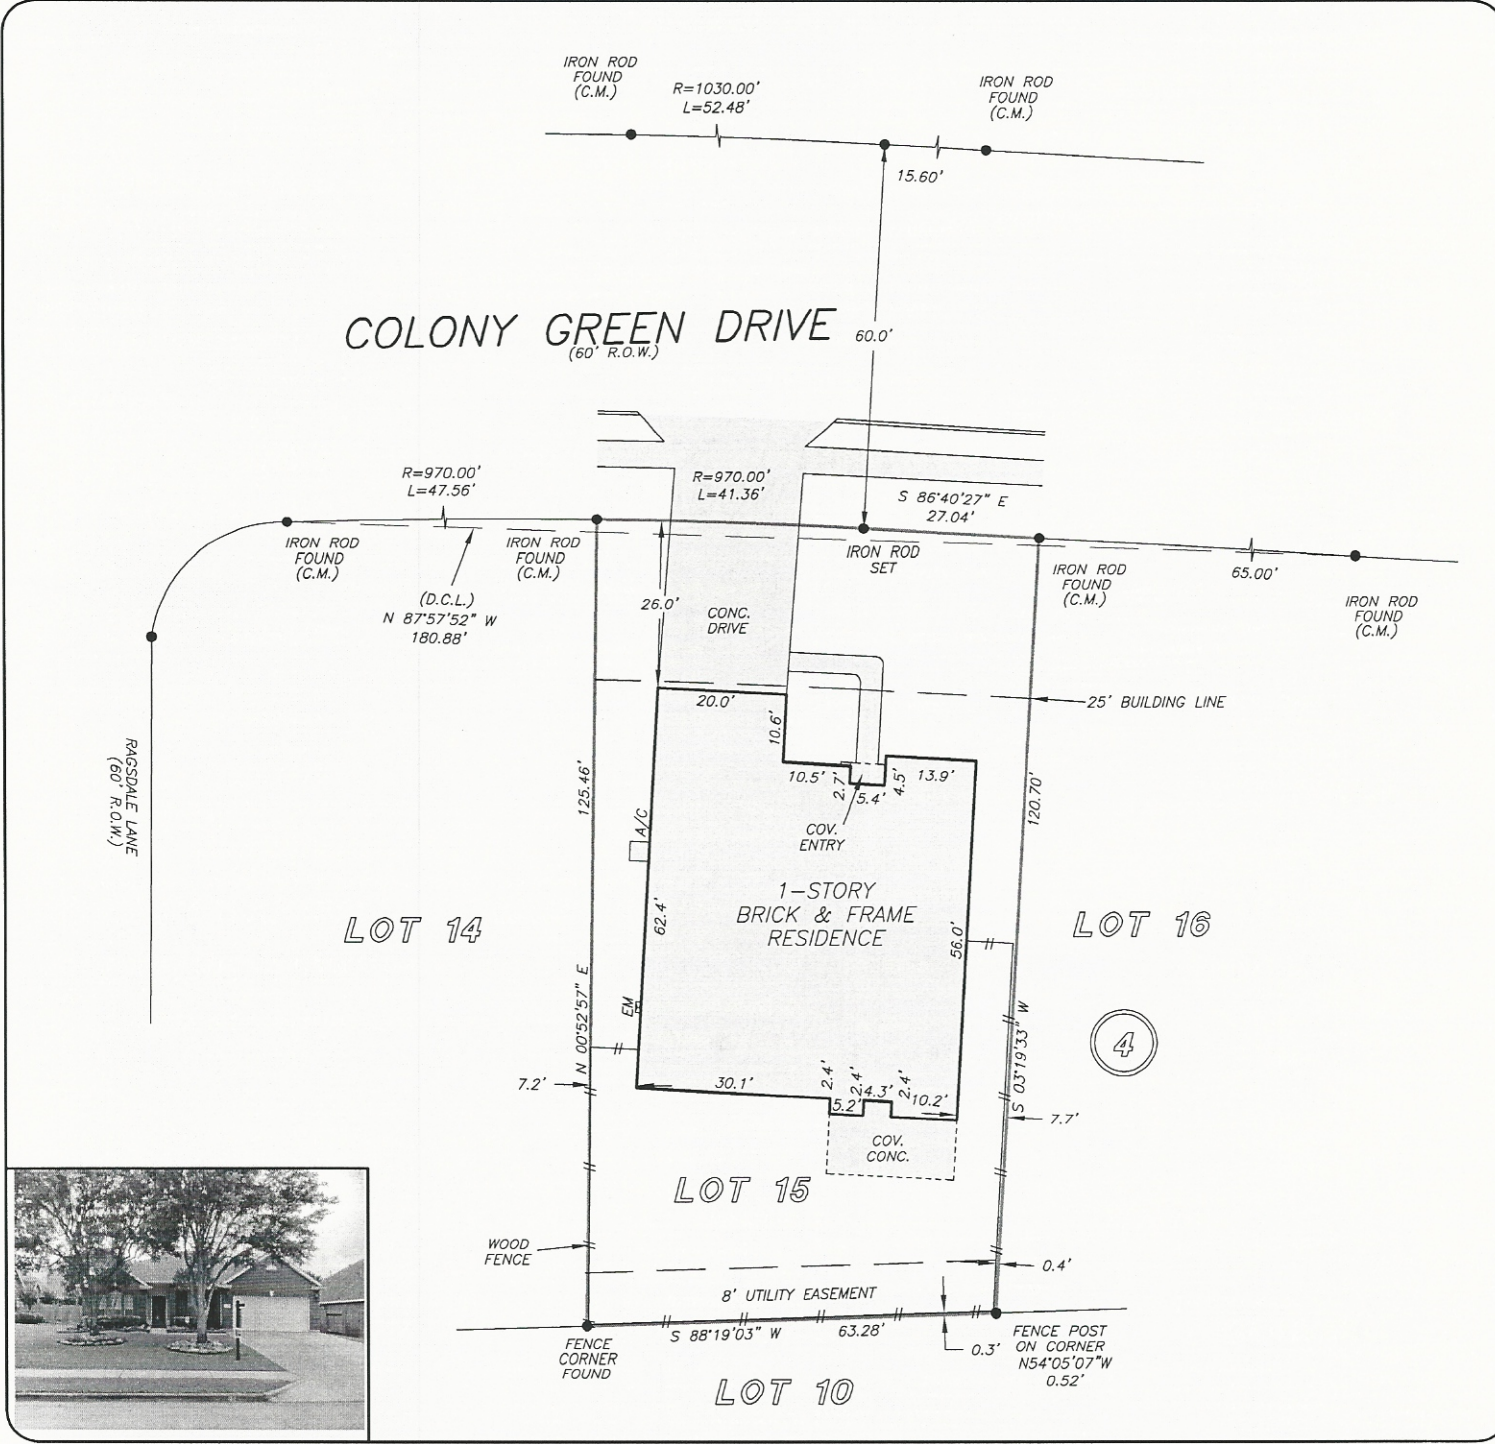 IRON ROD
FOUND
(C.M.)
R=1030.00'
L=52.48'
IRON ROD
FOUND
(C.M.)
15.60'
COLONY GREEN DRIVE
(60' R.O.W.)
60.0'
R=970.00'
L=47.56'
R=970.00'
L=41.36'
S 86°40'27" E
27.04'
IRON ROD
FOUND
(C.M.)
IRON ROD
FOUND
(C.M.)
IRON ROD
SET
IRON ROD
FOUND
(C.M.)
65.00'
IRON ROD
FOUND
(C.M.)
(D.C.L.)
N 87°57'52" W
180.88'
26.0'
CONC.
DRIVE
25' BUILDING LINE
20.0'
10.6'
10.5'
2.7'
5.4'
4.5'
13.9'
RAGSDALE LANE
(60' R.O.W.)
125.46'
120.70'
A/C
COV.
ENTRY
1-STORY
BRICK & FRAME
RESIDENCE
62.4'
56.0'
LOT 14
LOT 16
4
EM
N 00°52'57" E
S 03°19'33" W
7.2'
30.1'
2.4'
5.2'
2.4'
4.3'
2.4'
10.2'
7.7'
COV.
CONC.
LOT 15
WOOD
FENCE
0.4'
8' UTILITY EASEMENT
S 88°19'03" W
63.28'
0.3'
FENCE
CORNER
FOUND
FENCE POST
ON CORNER
N54°05'07"W
0.52'
LOT 10